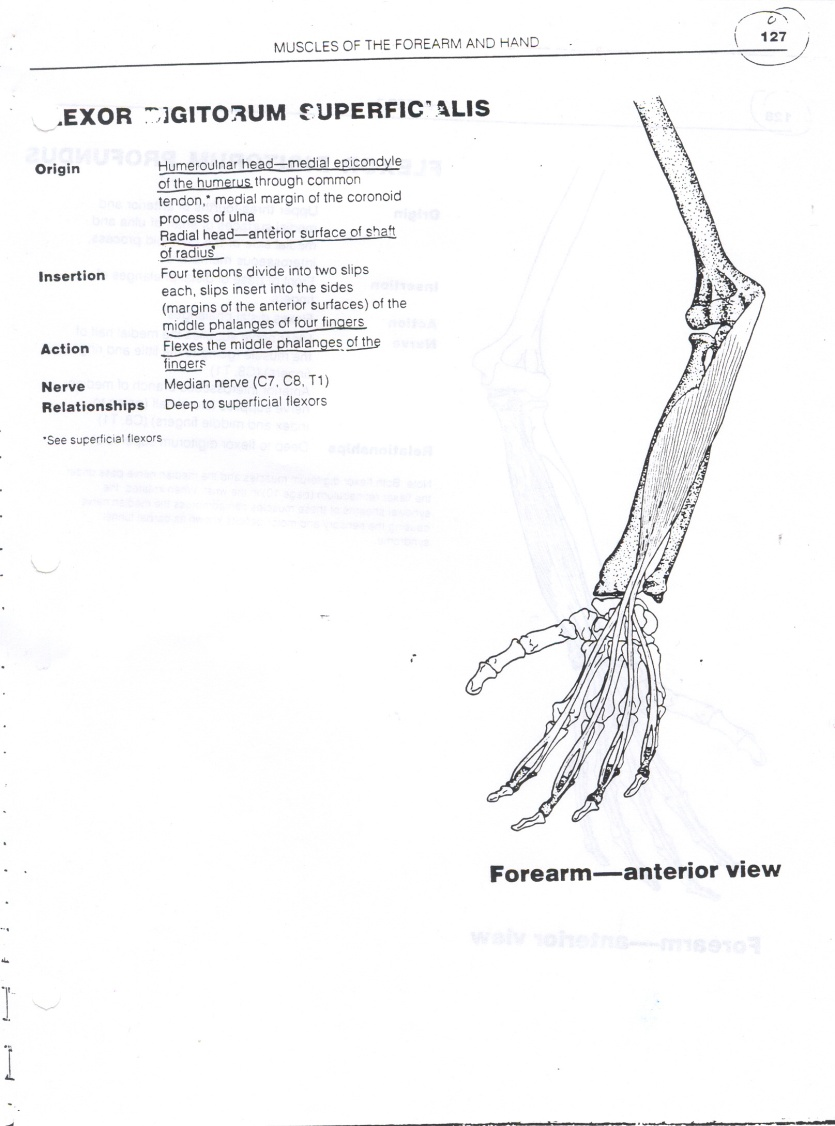 MUSCLES OF THE FOREARM AND HAND
127
LEXOR DIGITORUM SUPERFICIALIS
Origin
Humeroulnar head—medial epicondyle
of the humerus through common
tendon,* medial margin of the coronoid
process of ulna
Radial head—anterior surface of shaft
of radius
Insertion
Four tendons divide into two slips
each, slips insert into the sides
(margins of the anterior surfaces) of the
middle phalanges of four fingers
Action
Flexes the middle phalanges of the
fingers
Nerve
Median nerve (C7, C8, T1)
Relationships
Deep to superficial flexors
*See superficial flexors
Forearm—anterior view